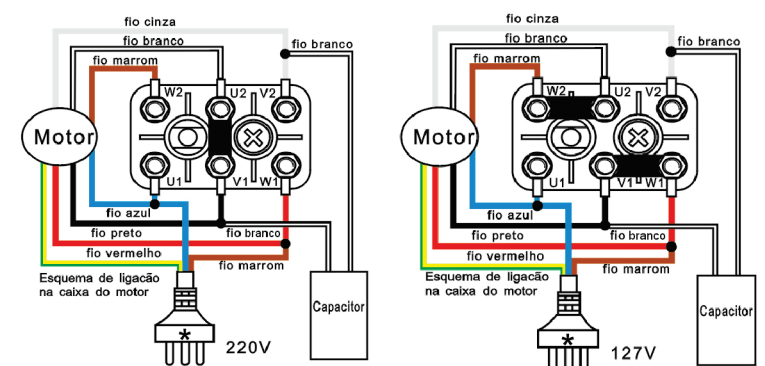 fio cinza
fio branco
fio branco
fio marrom
W2
U2
V2
Motor
U1
V1
W1
fio azul
fio preto
fio branco
fio vermelho
fio marrom
Esquema de ligacão
na caixa do motor
Capacitor
*
220V
fio cinza
fio branco
fio branco
fio marrom
W2
U2
V2
Motor
U1
V1
W1
fio azul
fio preto
fio branco
fio vermelho
fio marrom
Esquema de ligacão
na caixa do motor
Capacitor
*
127V